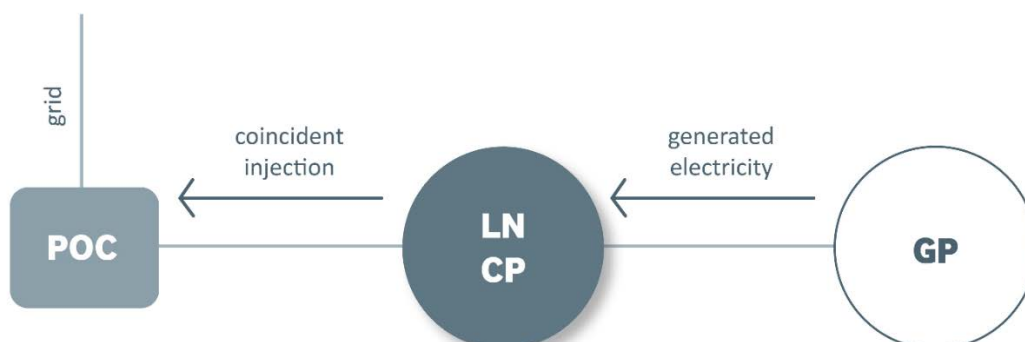 grid
coincident
injection
generated
electricity
POC
LN
CP
GP